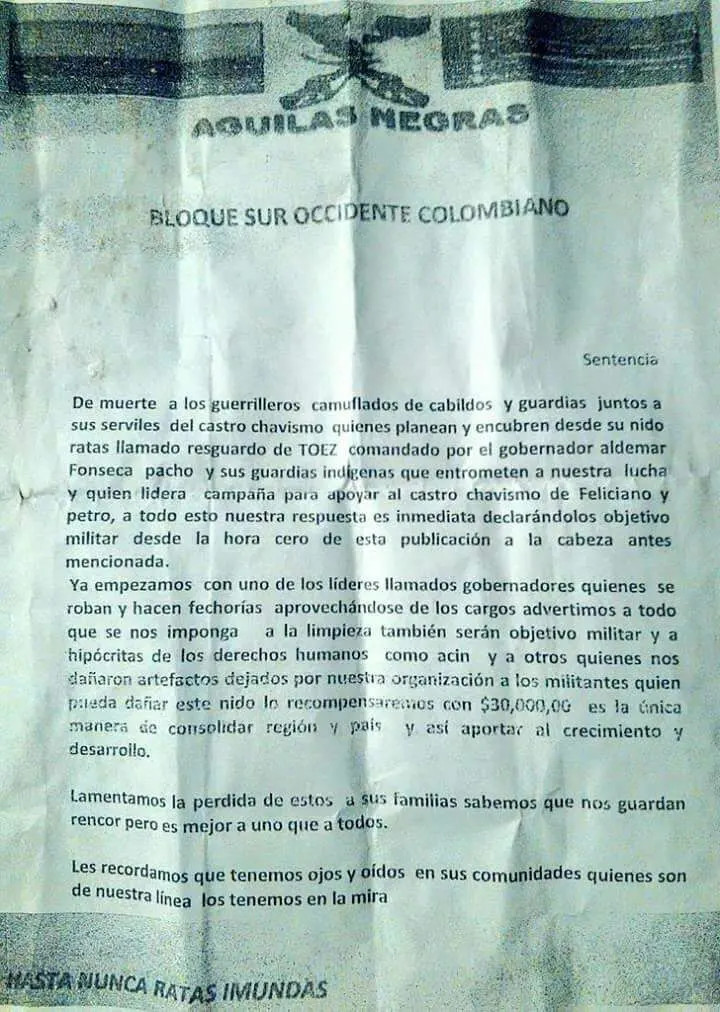 AGUILAS NEGRAS
BLOQUE SUR OCCIDENTE COLOMBIANO
Sentencia
De muerte a los guerrilleros camuflados de cabildos y guardias juntos a
sus serviles del castro chavismo quienes planean y encubren desde su nido
ratas llamado resguardo de TOEZ comandado por el gobernador aldemar
Fonseca pacho y sus guardias indígenas que entrometen a nuestra lucha
y quien lidera campaña para apoyar al castro chavismo de Feliciano y
petro, a todo esto nuestra respuesta es inmediata declarándolos objetivo
militar desde la hora cero de esta publicación a la cabeza antes
mencionada.
Ya empezamos con uno de los líderes llamados gobernadores quienes se
roban y hacen fechorías aprovechándose de los cargos advertimos a todo
que se nos imponga a la limpieza también serán objetivo militar y a
hipócritas de los derechos humanos como acin y a otros quienes nos
dañaron artefactos dejados por nuestra organización a los militantes quien
pueda dañar este nido lo recompensaremos con $30,000,00 es la única
manera de consolidar región y país y así aportar al crecimiento y
desarrollo.
Lamentamos la perdida de estos a sus familias sabemos que nos guardan
rencor pero es mejor a uno que a todos.
Les recordamos que tenemos ojos y oídos en sus comunidades quienes son
de nuestra línea los tenemos en la mira
HASTA NUNCA RATAS IMUNDAS